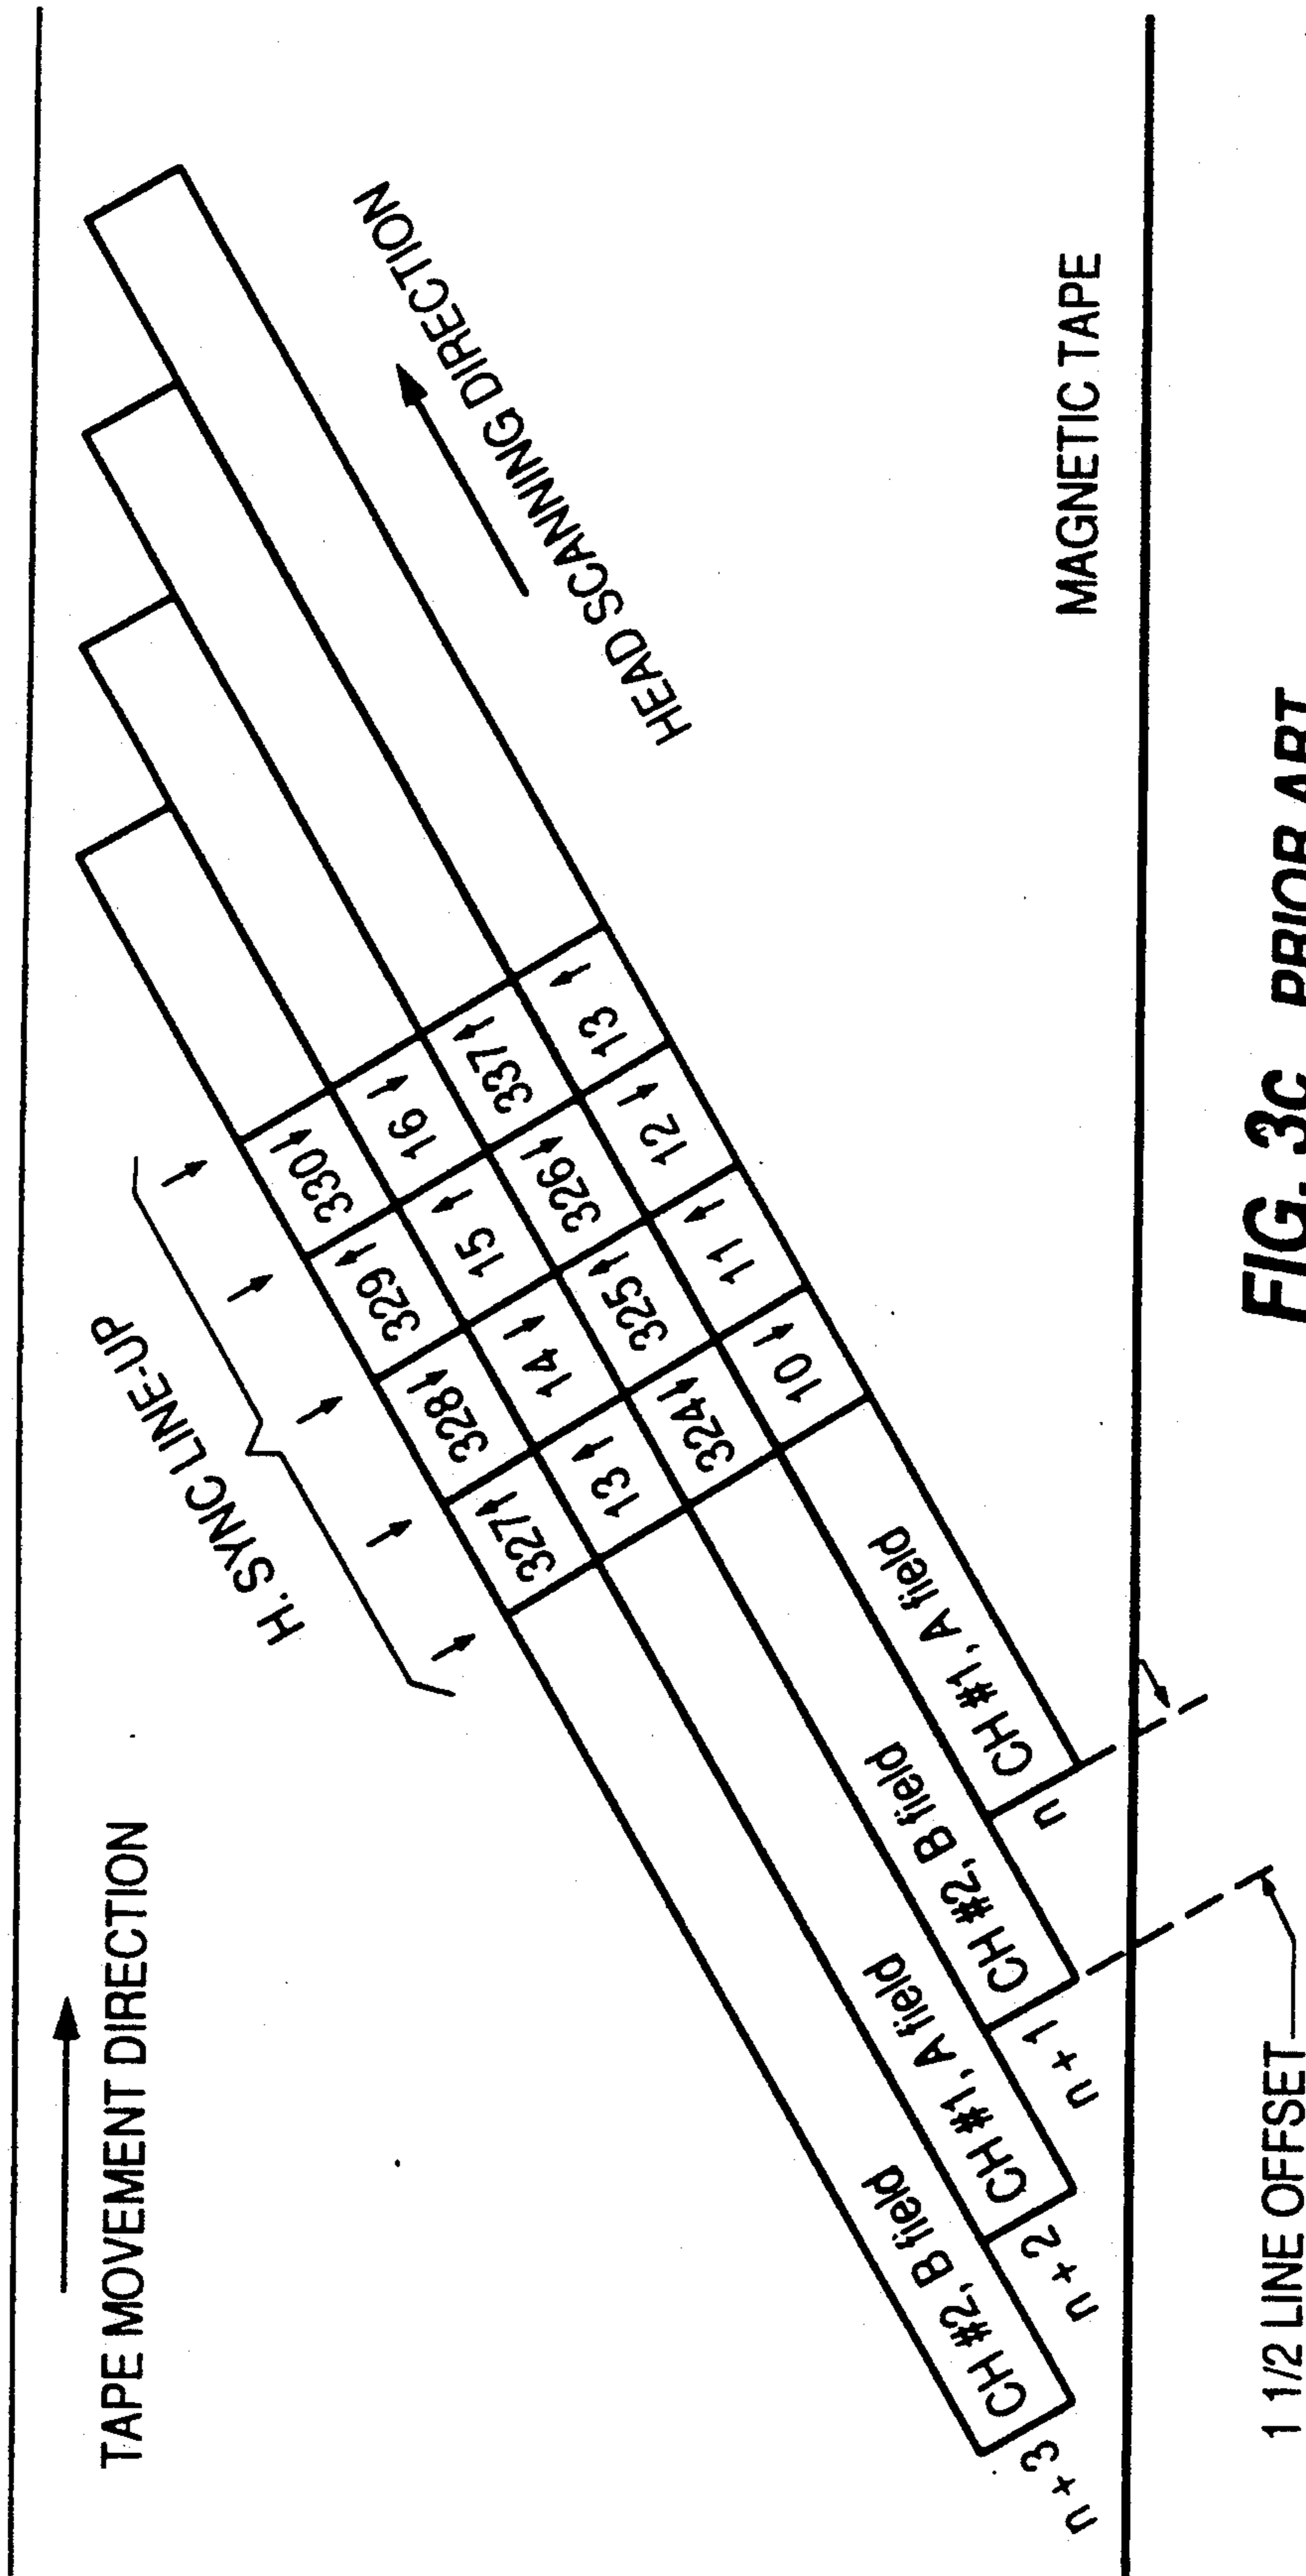 TAPE MOVEMENT DIRECTION
H. SYNC LINE-UP
HEAD SCANNING DIRECTION
327↑ 328↓ 329↑ 330↓
13↑ 14↓ 15↑ 16↓
324↓ 325↑ 326↓ 337↑
10↓ 11↑ 12↓ 13↑
CH #2, B field
CH #1, A field
CH #2, B field
CH #1, A field
n + 3
n + 2
n + 1
n
MAGNETIC TAPE
1 1/2 LINE OFFSET
FIG. 3c PRIOR ART